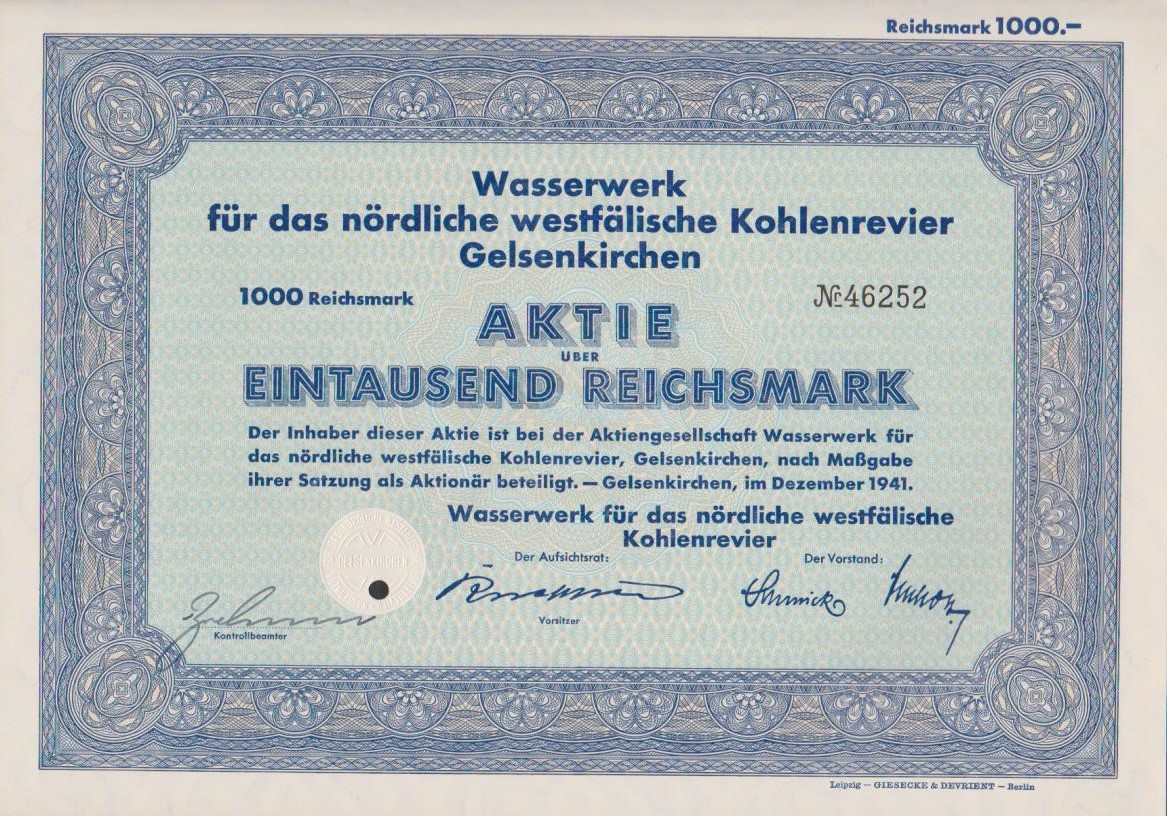 Reichsmark 1000.–
Wasserwerk
für das nördliche westfälische Kohlenrevier
Gelsenkirchen
1000 Reichsmark
№ 46252
AKTIE
ÜBER
EINTAUSEND REICHSMARK
Der Inhaber dieser Aktie ist bei der Aktiengesellschaft Wasserwerk für
das nördliche westfälische Kohlenrevier, Gelsenkirchen, nach Maßgabe
ihrer Satzung als Aktionär beteiligt. — Gelsenkirchen, im Dezember 1941.
Wasserwerk für das nördliche westfälische
Kohlenrevier
Der Aufsichtsrat:
Der Vorstand:
GELSENKIRCHEN
Vorsitzer
Kontrollbeamter
Leipzig — GIESECKE & DEVRIENT — Berlin